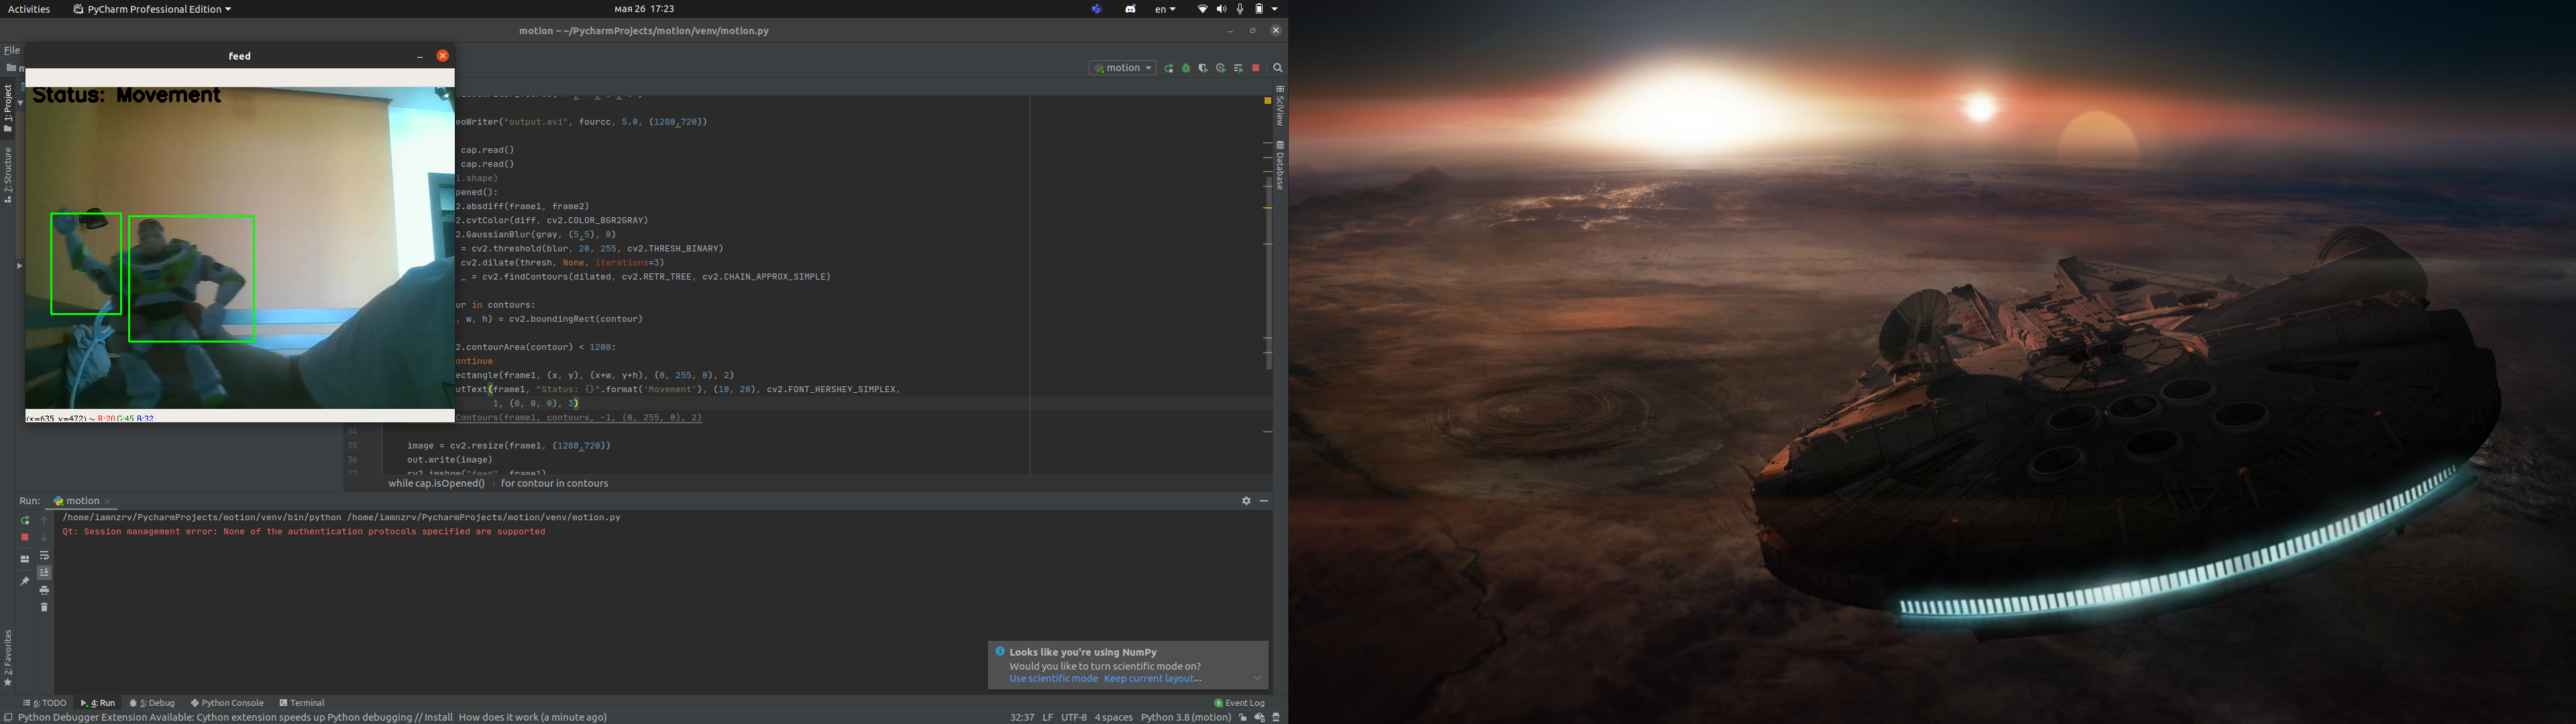 Activities PyCharm Professional Edition мая 26 17:23 en
motion – ~/PycharmProjects/motion/venv/motion.py
File
feed
motion
Status: Movement
1: Project
7: Structure
2: Favorites
SciView
Database
eoWriter("output.avi", fourcc, 5.0, (1280,720))
cap.read()
cap.read()
1.shape)
pened():
2.absdiff(frame1, frame2)
2.cvtColor(diff, cv2.COLOR_BGR2GRAY)
2.GaussianBlur(gray, (5,5), 0)
= cv2.threshold(blur, 20, 255, cv2.THRESH_BINARY)
cv2.dilate(thresh, None, iterations=3)
_ = cv2.findContours(dilated, cv2.RETR_TREE, cv2.CHAIN_APPROX_SIMPLE)
ur in contours:
, w, h) = cv2.boundingRect(contour)
2.contourArea(contour) < 1200:
ontinue
ectangle(frame1, (x, y), (x+w, y+h), (0, 255, 0), 2)
utText(frame1, "Status: {}".format('Movement'), (10, 20), cv2.FONT_HERSHEY_SIMPLEX,
1, (0, 0, 0), 3)
Contours(frame1, contours, -1, (0, 255, 0), 2)
(x=635, y=472) ~ R:20 G:45 B:32
34
35 image = cv2.resize(frame1, (1280,720))
36 out.write(image)
37 cv2.imshow("feed", frame1)
while cap.isOpened() › for contour in contours
Run: motion
/home/iamnzrv/PycharmProjects/motion/venv/bin/python /home/iamnzrv/PycharmProjects/motion/venv/motion.py
Qt: Session management error: None of the authentication protocols specified are supported
Looks like you're using NumPy
Would you like to turn scientific mode on?
Use scientific mode Keep current layout...
6: TODO 4: Run 5: Debug Python Console Terminal 1 Event Log
Python Debugger Extension Available: Cython extension speeds up Python debugging // Install How does it work (a minute ago) 32:37 LF UTF-8 4 spaces Python 3.8 (motion)